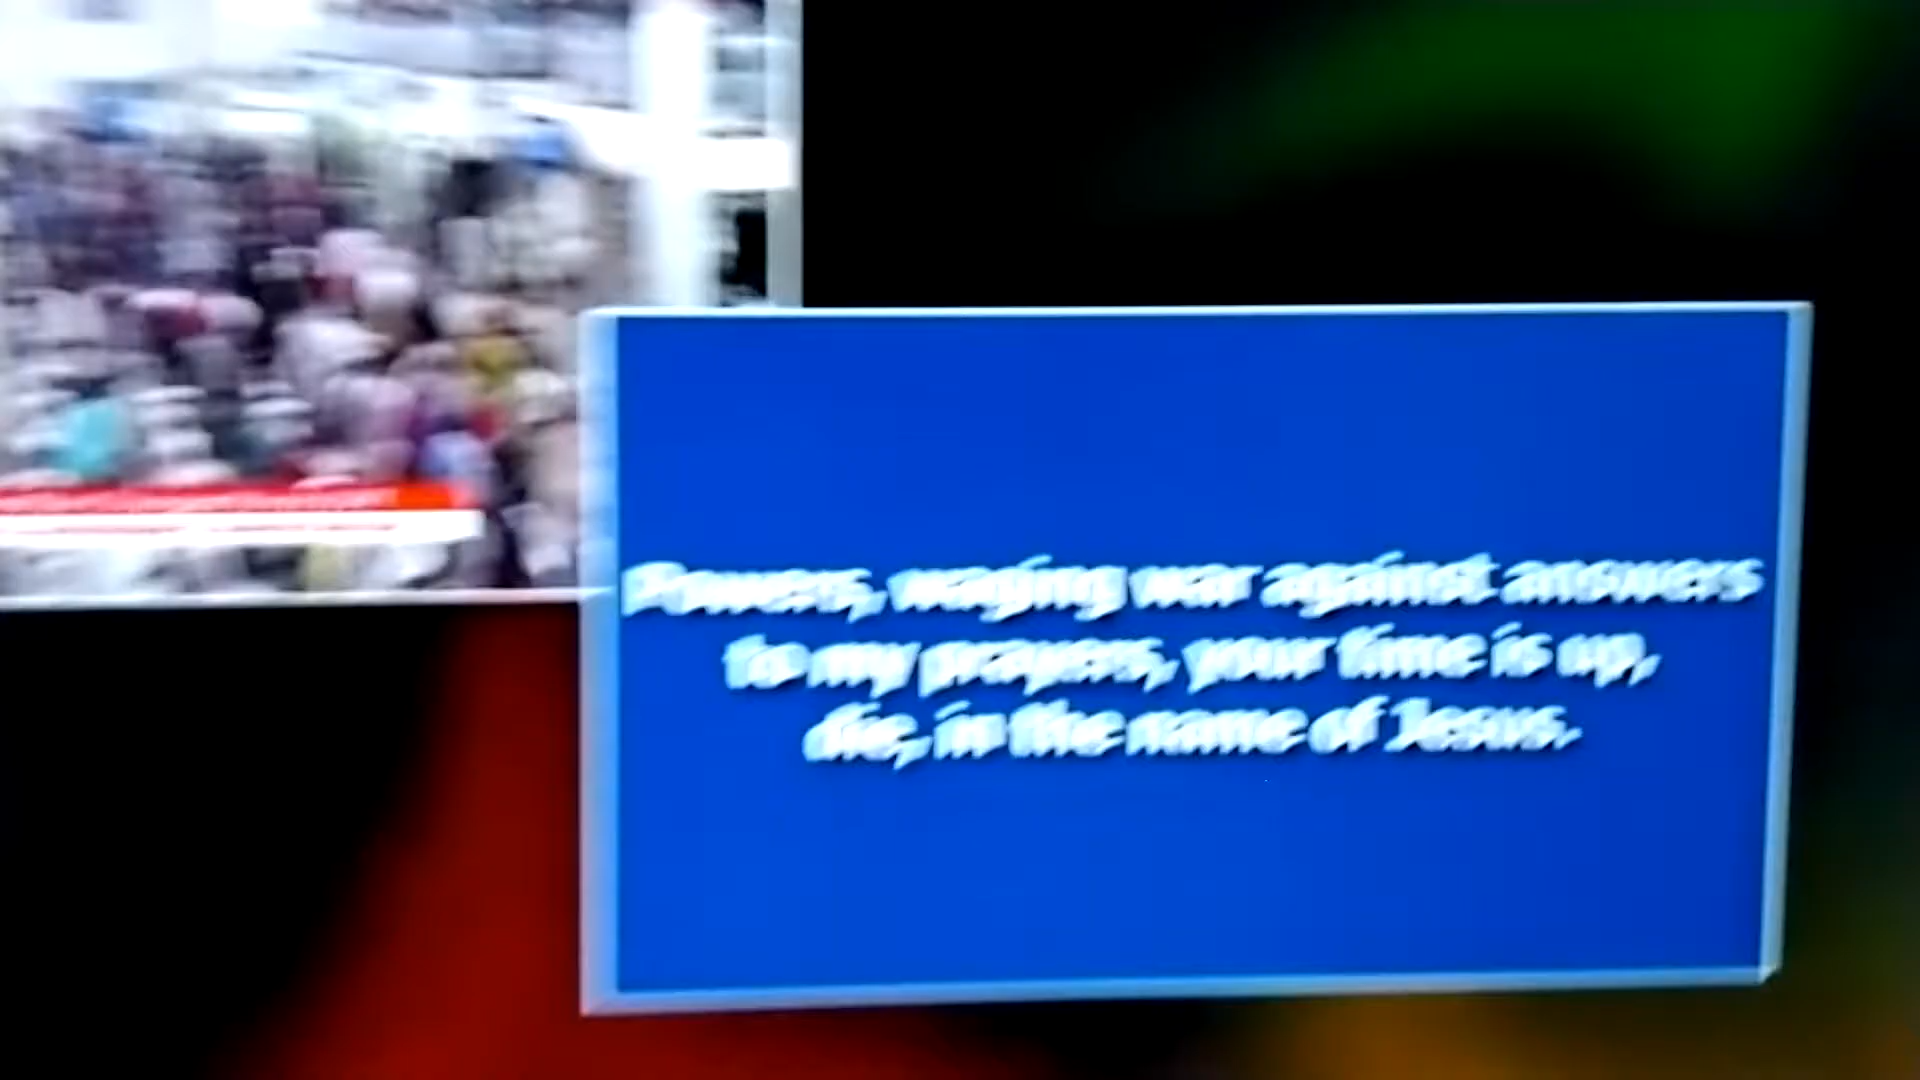 Powers, waging war against answers
to my prayers, your time is up,
die, in the name of Jesus.